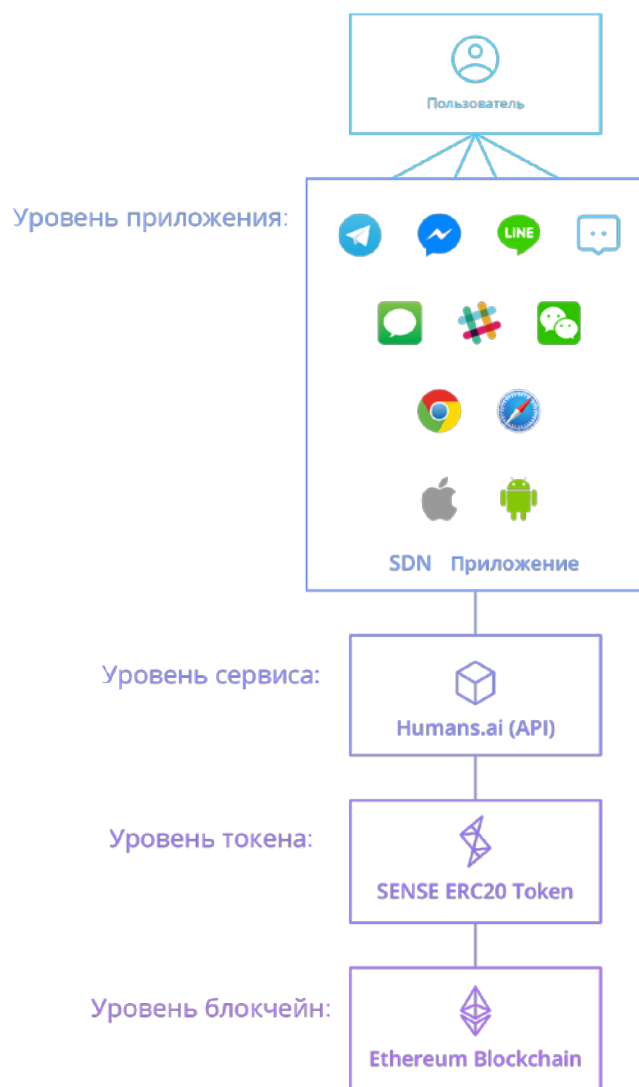 Пользователь
Уровень приложения:
LINE
SDN Приложение
Уровень сервиса:
Humans.ai (API)
Уровень токена:
SENSE ERC20 Token
Уровень блокчейн:
Ethereum Blockchain